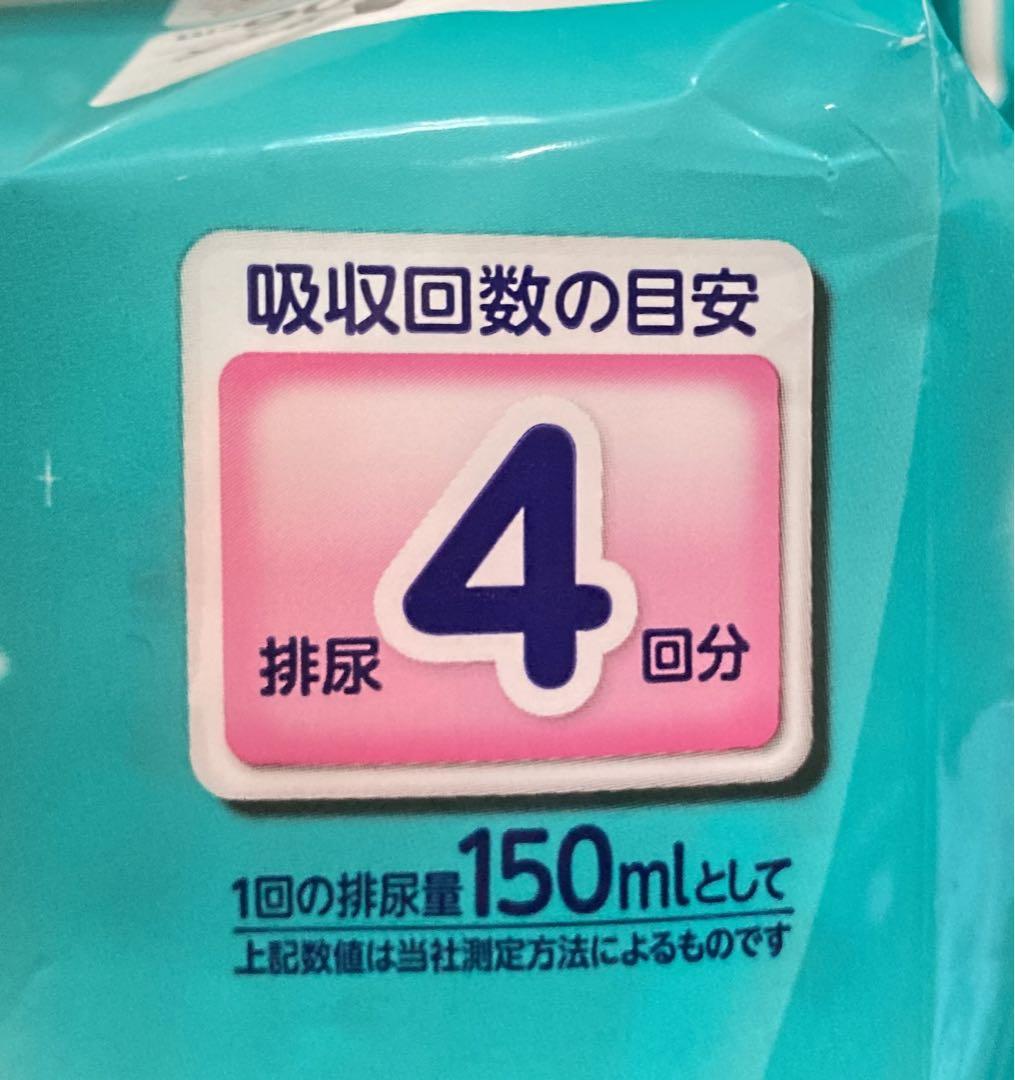 吸収回数の目安
排尿4回分
1回の排尿量150mlとして
上記数値は当社測定方法によるものです